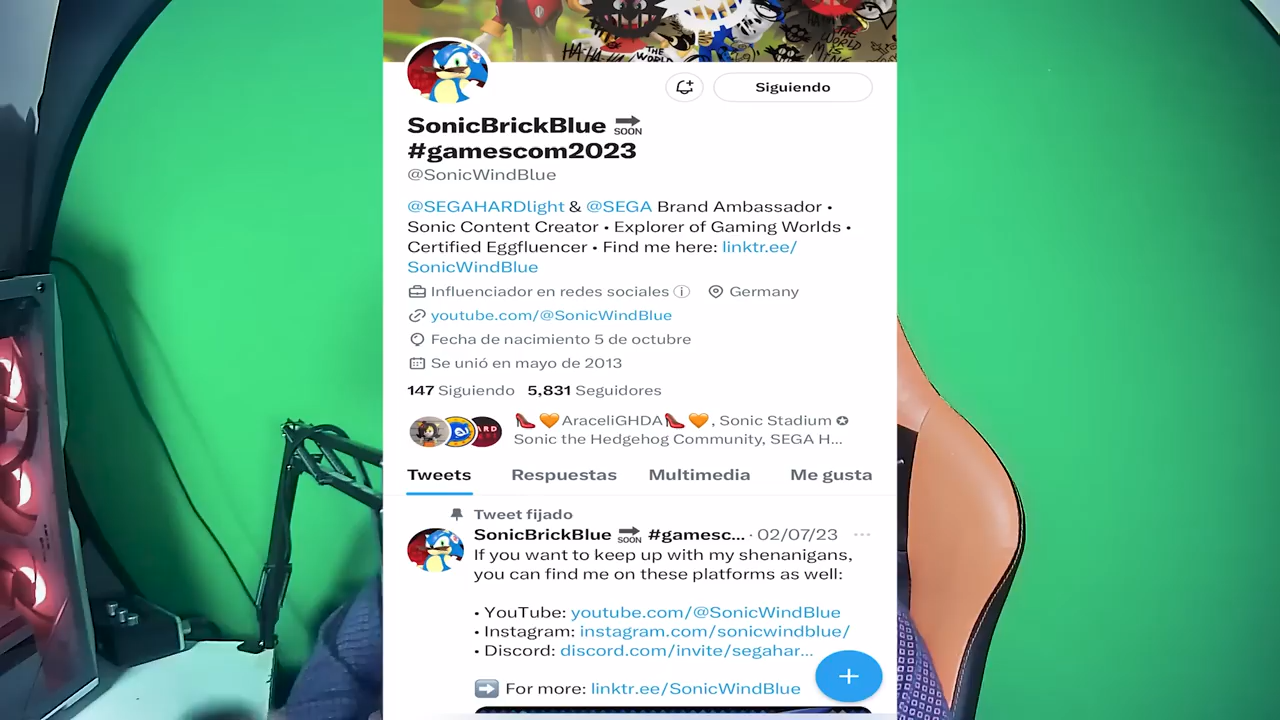 HA-HA-HA
THE
WORLD
Siguiendo
SonicBrickBlue 🔜
#gamescom2023
@SonicWindBlue
@SEGAHARDlight & @SEGA Brand Ambassador •
Sonic Content Creator • Explorer of Gaming Worlds •
Certified Eggfluencer • Find me here: linktr.ee/
SonicWindBlue
Influenciador en redes sociales ⓘ Germany
youtube.com/@SonicWindBlue
Fecha de nacimiento 5 de octubre
Se unió en mayo de 2013
147 Siguiendo 5,831 Seguidores
👠🧡AraceliGHDA👠🧡, Sonic Stadium ✪
Sonic the Hedgehog Community, SEGA H...
Tweets Respuestas Multimedia Me gusta
Tweet fijado
SonicBrickBlue 🔜 #gamesc... · 02/07/23 ···
If you want to keep up with my shenanigans,
you can find me on these platforms as well:
• YouTube: youtube.com/@SonicWindBlue
• Instagram: instagram.com/sonicwindblue/
• Discord: discord.com/invite/segahar...
➡️ For more: linktr.ee/SonicWindBlue